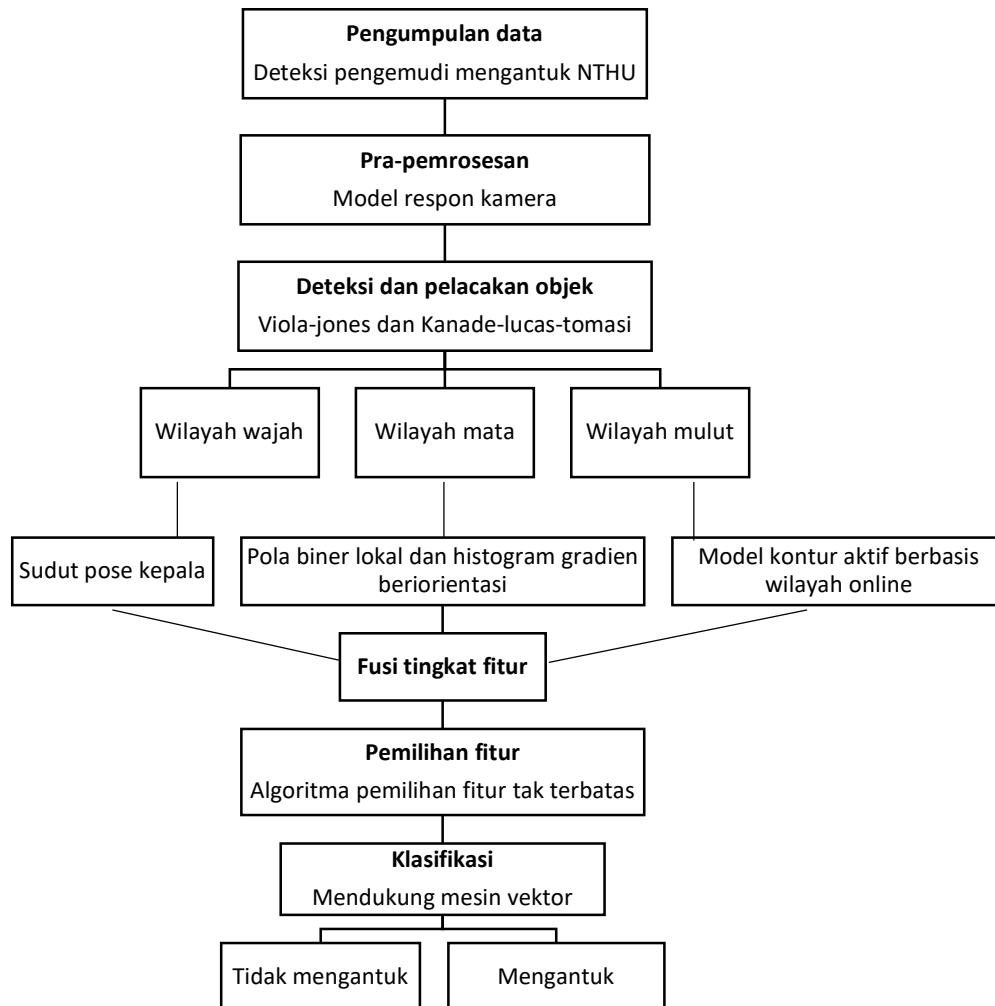 Pengumpulan data
Deteksi pengemudi mengantuk NTHU
Pra-pemrosesan
Model respon kamera
Deteksi dan pelacakan objek
Viola-jones dan Kanade-lucas-tomasi
Wilayah wajah
Wilayah mata
Wilayah mulut
Sudut pose kepala
Pola biner lokal dan histogram gradien
beriorientasi
Model kontur aktif berbasis
wilayah online
Fusi tingkat fitur
Pemilihan fitur
Algoritma pemilihan fitur tak terbatas
Klasifikasi
Mendukung mesin vektor
Tidak mengantuk
Mengantuk